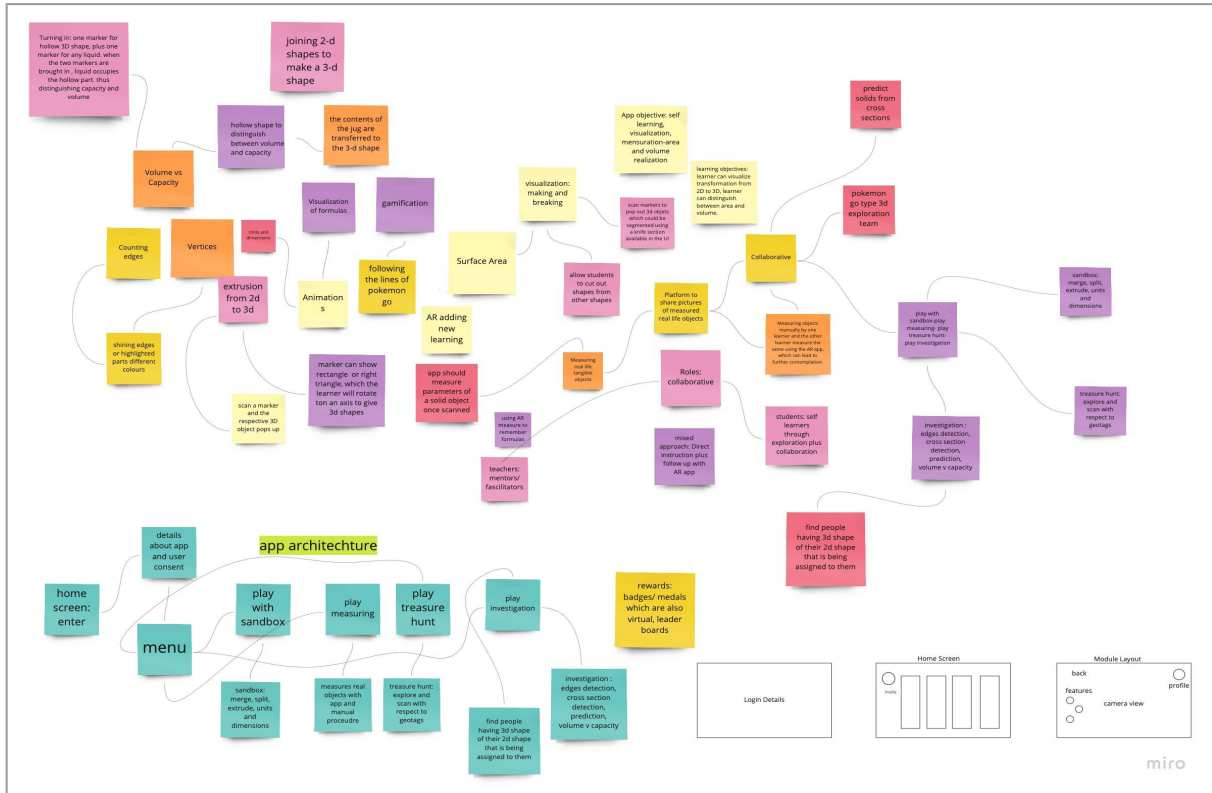 Turning in: one marker for
hollow 3D shape, plus one
marker for any liquid. when
the two markers are
brought in , liquid occupies
the hollow part. thus
distinguishing capacity and
volume
joining 2-d
shapes to
make a 3-d
shape
hollow shape to
distinguish
between volume
and capacity
the contents of
the jug are
transferred to
the 3-d shape
Volume vs
Capacity
Visualization
of formulas
gamification
Counting
edges
Vertices
Units and
dimensions
extrusion
from 2d
to 3d
Animation
s
following
the lines of
pokemon
go
shining edges
or highlighted
parts different
colours
scan a marker
and the
respective 3D
object pops up
marker can show
rectangle or right
triangle, which the
learner will rotate
ton an axis to give
3d shapes
App objective: self
learning,
visualization,
mensuration-area
and volume
realization
learning objectives:
learner can visualize
transformation from
2D to 3D, learner
can distinguish
between area and
volume.
visualization:
making and
breaking
scan markers to
pop out 3d objets
which could be
segmented using
a knife section
available in the UI
Surface Area
allow students
to cut out
shapes from
other shapes
AR adding
new
learning
app should
measure
parameters of
a solid object
once scanned
Measuring
real life
tangible
objects
Platform to
share pictures
of measured
real life objects
using AR
measure to
remember
formulas
teachers:
mentors/
fascilitators
Roles:
collaborative
mixed
approach: Direct
instruction plus
follow up with
AR app
students: self
learners
through
exploration plus
collaboration
predict
solids from
cross
sections
pokemon
go type 3d
exploration
team
Collaborative
Measuring objects
manually by one
learner and the other
learner measure the
same using the AR app,
which can lead to
further contemplation.
play with
sandbox-play
measuring- play
treasure hunt-
play investigation
sandbox:
merge, split,
extrude, units
and
dimensions
treasure hunt:
explore and
scan with
respect to
geotags
investigation
: edges
detection,
cross section
detection,
prediction,
volume v
capacity
find people
having 3d shape
of their 2d shape
that is being
assigned to them
app architechture
details
about app
and user
consent
home
screen:
enter
menu
play
with
sandbox
play
measuring
play
treasure
hunt
play
investigation
sandbox:
merge, split,
extrude, units
and
dimensions
measures real
objects with
app and
manual
proceudre
treasure hunt:
explore and
scan with
respect to
geotags
find people
having 3d shape
of their 2d shape
that is being
assigned to them
investigation :
edges detection,
cross section
detection,
prediction,
volume v capacity
rewards:
badges/ medals
which are also
virtual, leader
boards
Login Details
Home Screen
Profile
Module Layout
back
profile
features
camera view
miro